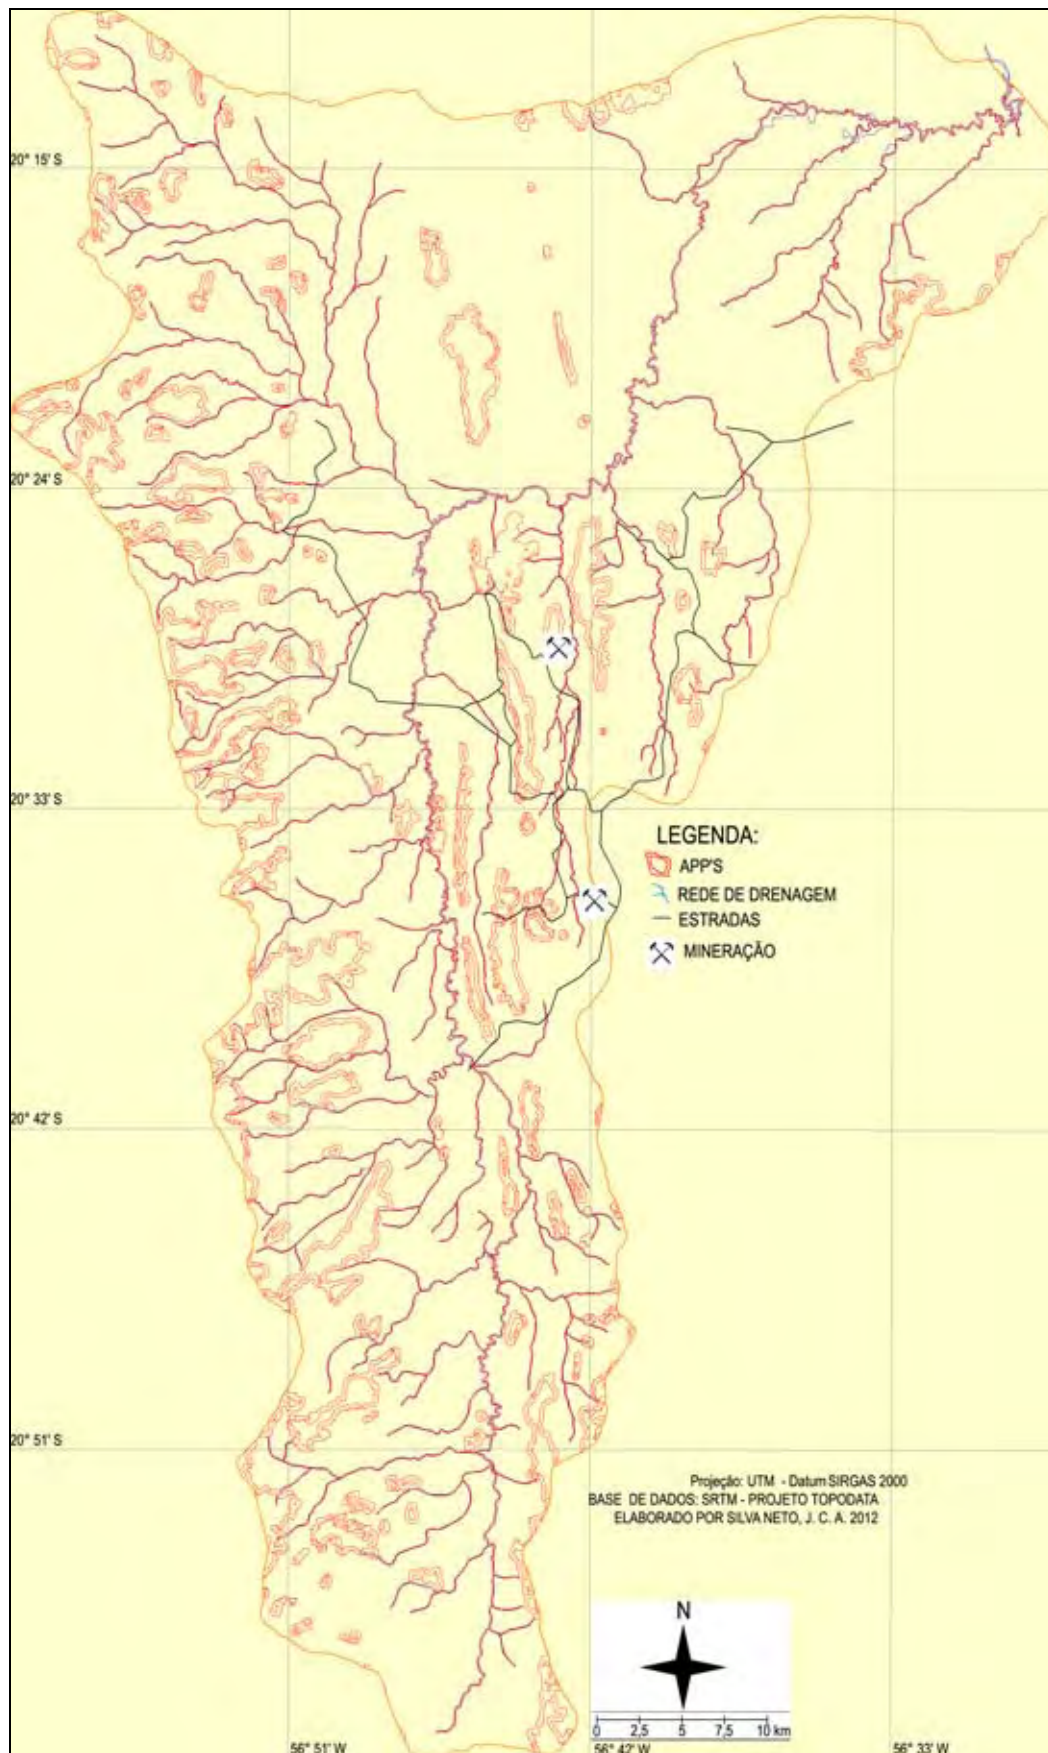 20° 15' S
20° 24' S
20° 33' S
LEGENDA:
APP'S
REDE DE DRENAGEM
ESTRADAS
MINERAÇÃO
20° 42' S
20° 51' S
Projeção: UTM - Datum SIRGAS 2000
BASE DE DADOS: SRTM - PROJETO TOPODATA
ELABORADO POR SILVA NETO, J. C. A. 2012
N
0 2,5 5 7,5 10 km
56° 51' W 56° 42' W 56° 33' W